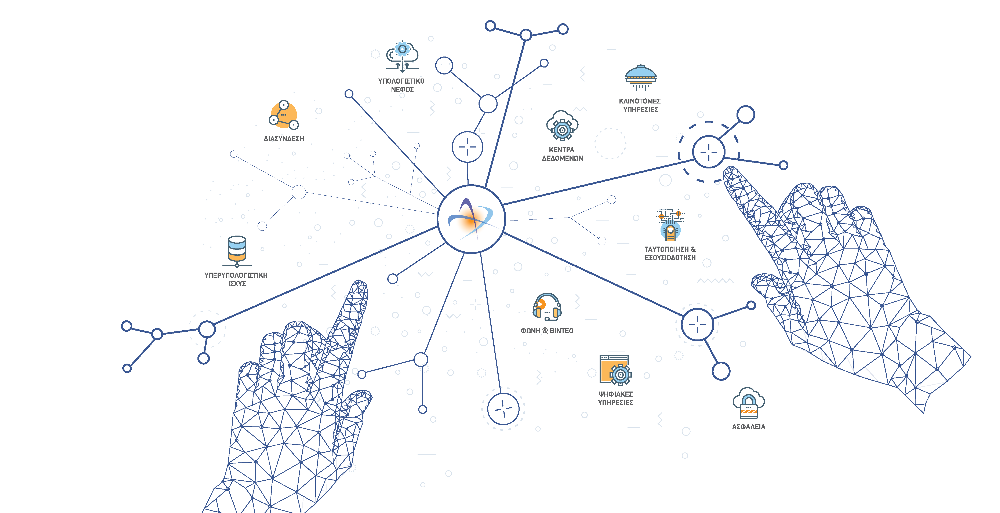 ΥΠΟΛΟΓΙΣΤΙΚΟ
ΝΕΦΟΣ
ΚΑΙΝΟΤΟΜΕΣ
ΥΠΗΡΕΣΙΕΣ
ΔΙΑΣΥΝΔΕΣΗ
ΚΕΝΤΡΑ
ΔΕΔΟΜΕΝΩΝ
ΤΑΥΤΟΠΟΙΗΣΗ &
ΕΞΟΥΣΙΟΔΟΤΗΣΗ
ΥΠΕΡΥΠΟΛΟΓΙΣΤΙΚΗ
ΙΣΧΥΣ
ΦΩΝΗ & ΒΙΝΤΕΟ
ΨΗΦΙΑΚΕΣ
ΥΠΗΡΕΣΙΕΣ
ΑΣΦΑΛΕΙΑ